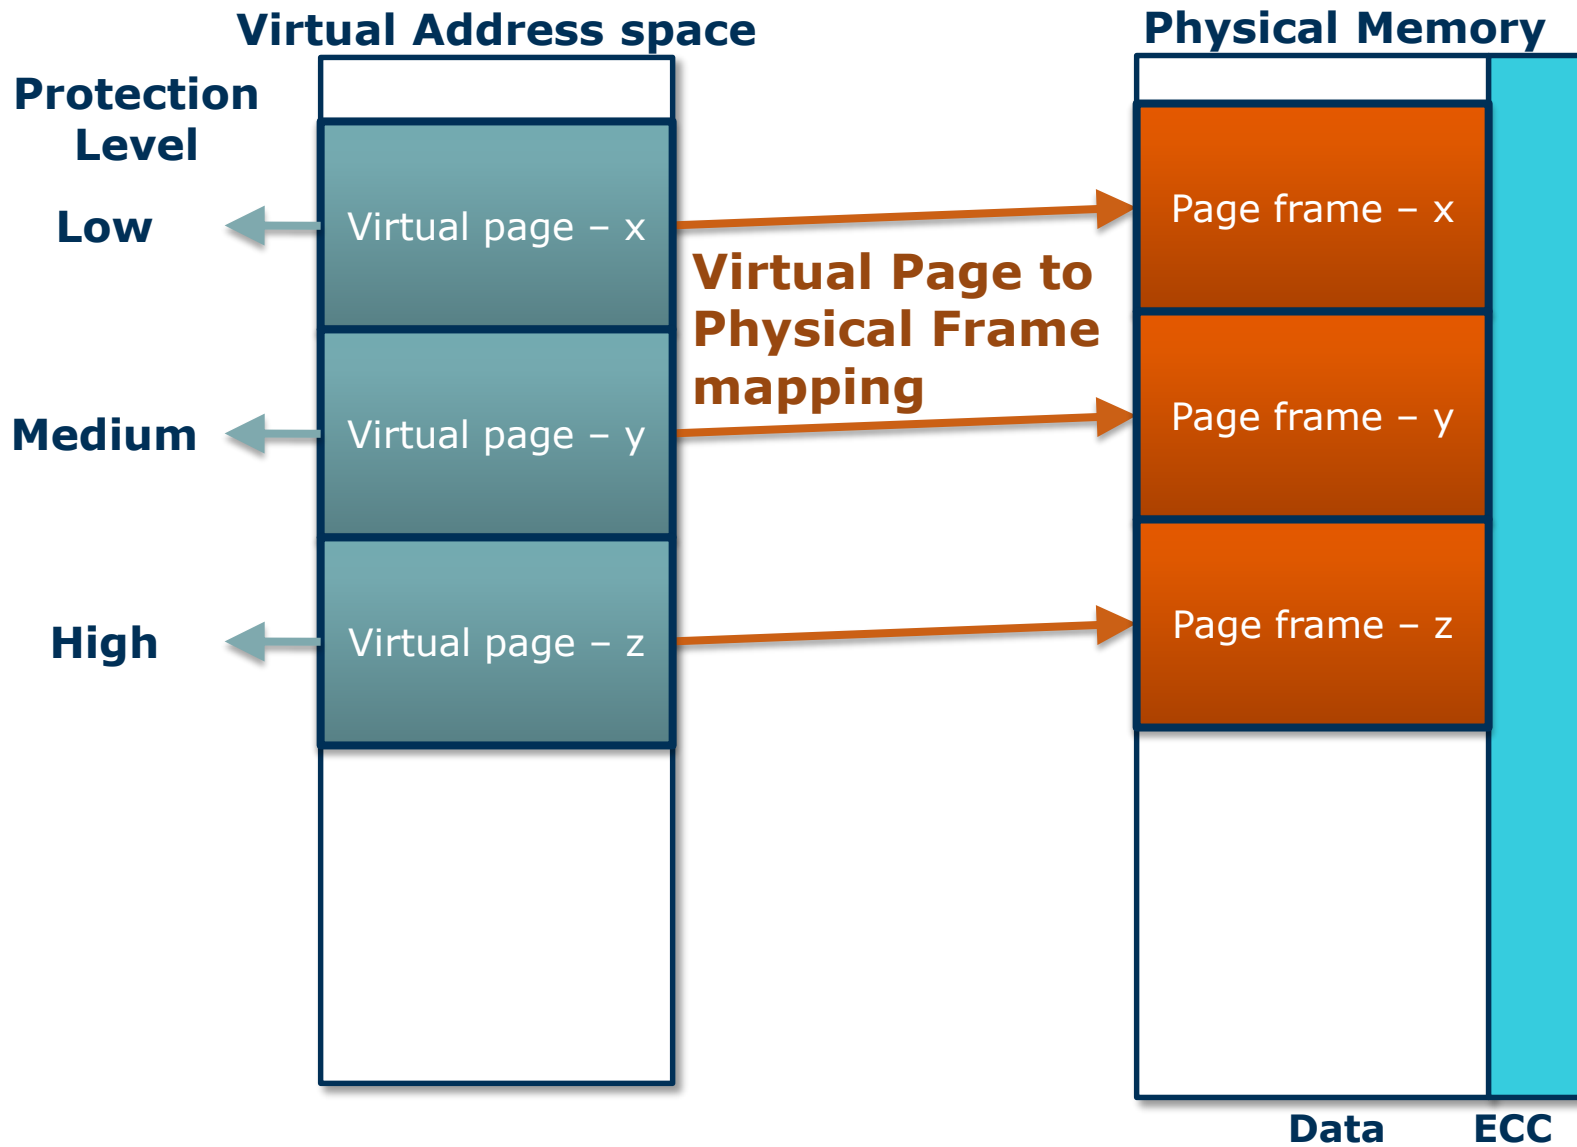 Virtual Address space
Physical Memory
Protection
Level
Low
Virtual page – x
Page frame – x
Virtual Page to
Physical Frame
mapping
Medium
Virtual page – y
Page frame – y
High
Virtual page – z
Page frame – z
Data
ECC